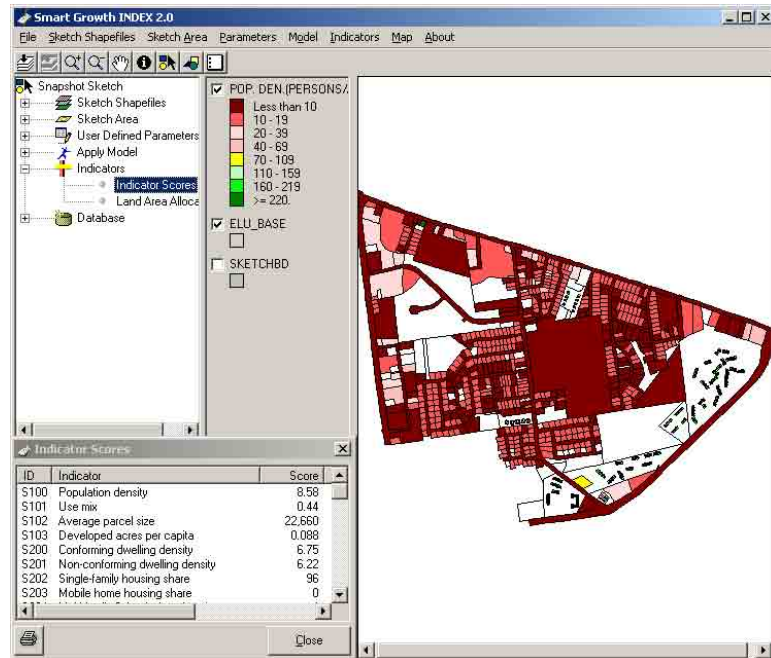 Smart Growth INDEX 2.0
File Sketch Shapefiles Sketch Area Parameters Model Indicators Map About
Snapshot Sketch
Sketch Shapefiles
Sketch Area
User Defined Parameters
Apply Model
Indicators
Indicator Scores
Land Area Alloca
Database
POP. DEN.(PERSONS/
Less than 10
10 - 19
20 - 39
40 - 69
70 - 109
110 - 159
160 - 219
>= 220.
ELU_BASE
SKETCHBD
Indicator Scores
ID Indicator Score
S100 Population density 8.58
S101 Use mix 0.44
S102 Average parcel size 22,660
S103 Developed acres per capita 0.088
S200 Conforming dwelling density 6.75
S201 Non-conforming dwelling density 6.22
S202 Single-family housing share 96
S203 Mobile home housing share 0
Close